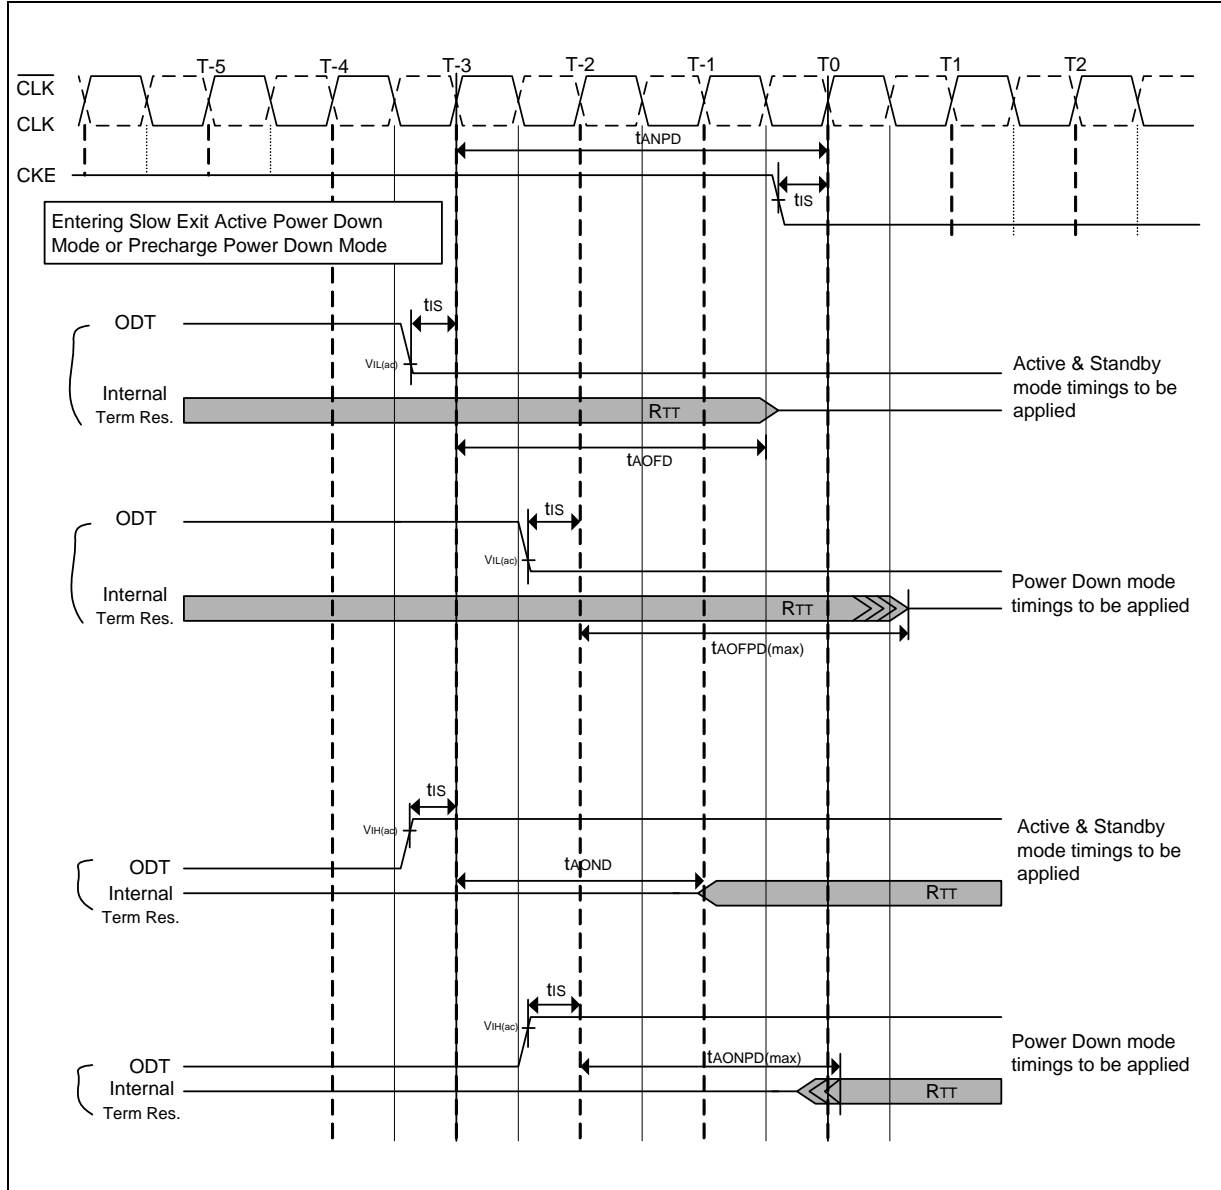 T-5 T-4 T-3 T-2 T-1 T0 T1 T2
CLK
CLK
tANPD
CKE
tIS
Entering Slow Exit Active Power Down
Mode or Precharge Power Down Mode
tIS
ODT
VIL(ac)
Active & Standby
mode timings to be
applied
Internal
Term Res.
RTT
tAOFD
tIS
ODT
VIL(ac)
Power Down mode
timings to be applied
Internal
Term Res.
RTT
tAOFPD(max)
tIS
VIH(ac)
Active & Standby
mode timings to be
applied
ODT
tAOND
Internal
Term Res.
RTT
tIS
VIH(ac)
Power Down mode
timings to be applied
ODT
tAONPD(max)
Internal
Term Res.
RTT